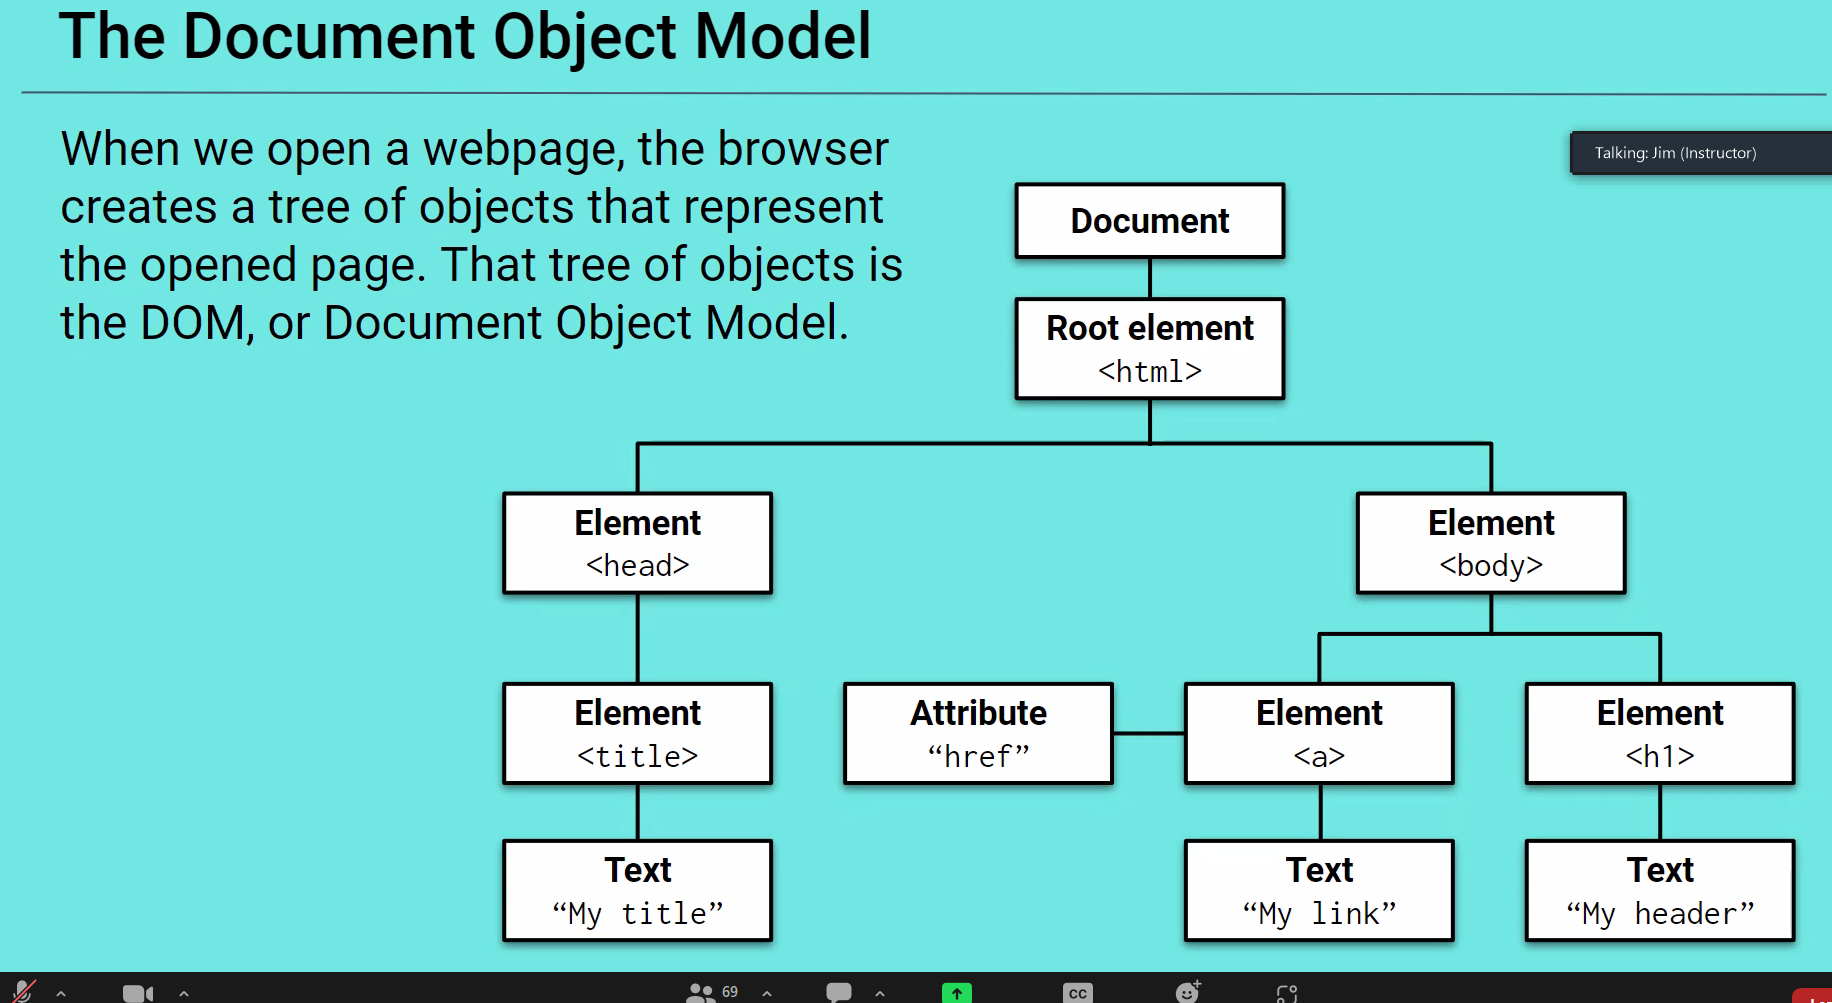 The Document Object Model
When we open a webpage, the browser
creates a tree of objects that represent
the opened page. That tree of objects is
the DOM, or Document Object Model.
Talking: Jim (Instructor)
Document
Root element
<html>
Element
<head>
Element
<body>
Element
<title>
Attribute
“href”
Element
<a>
Element
<h1>
Text
“My title”
Text
“My link”
Text
“My header”
69
CC